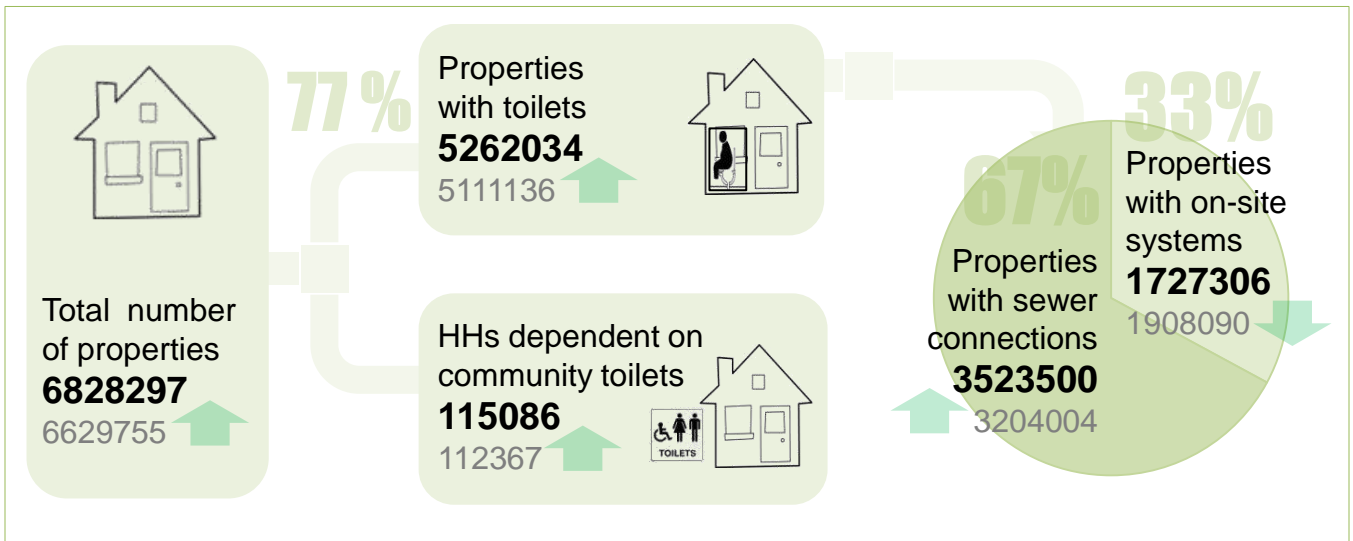 Total number
of properties
6828297
6629755
77 %
Properties
with toilets
5262034
5111136
HHs dependent on
community toilets
115086
112367
TOILETS
67%
Properties
with sewer
connections
3523500
3204004
33%
Properties
with on-site
systems
1727306
1908090